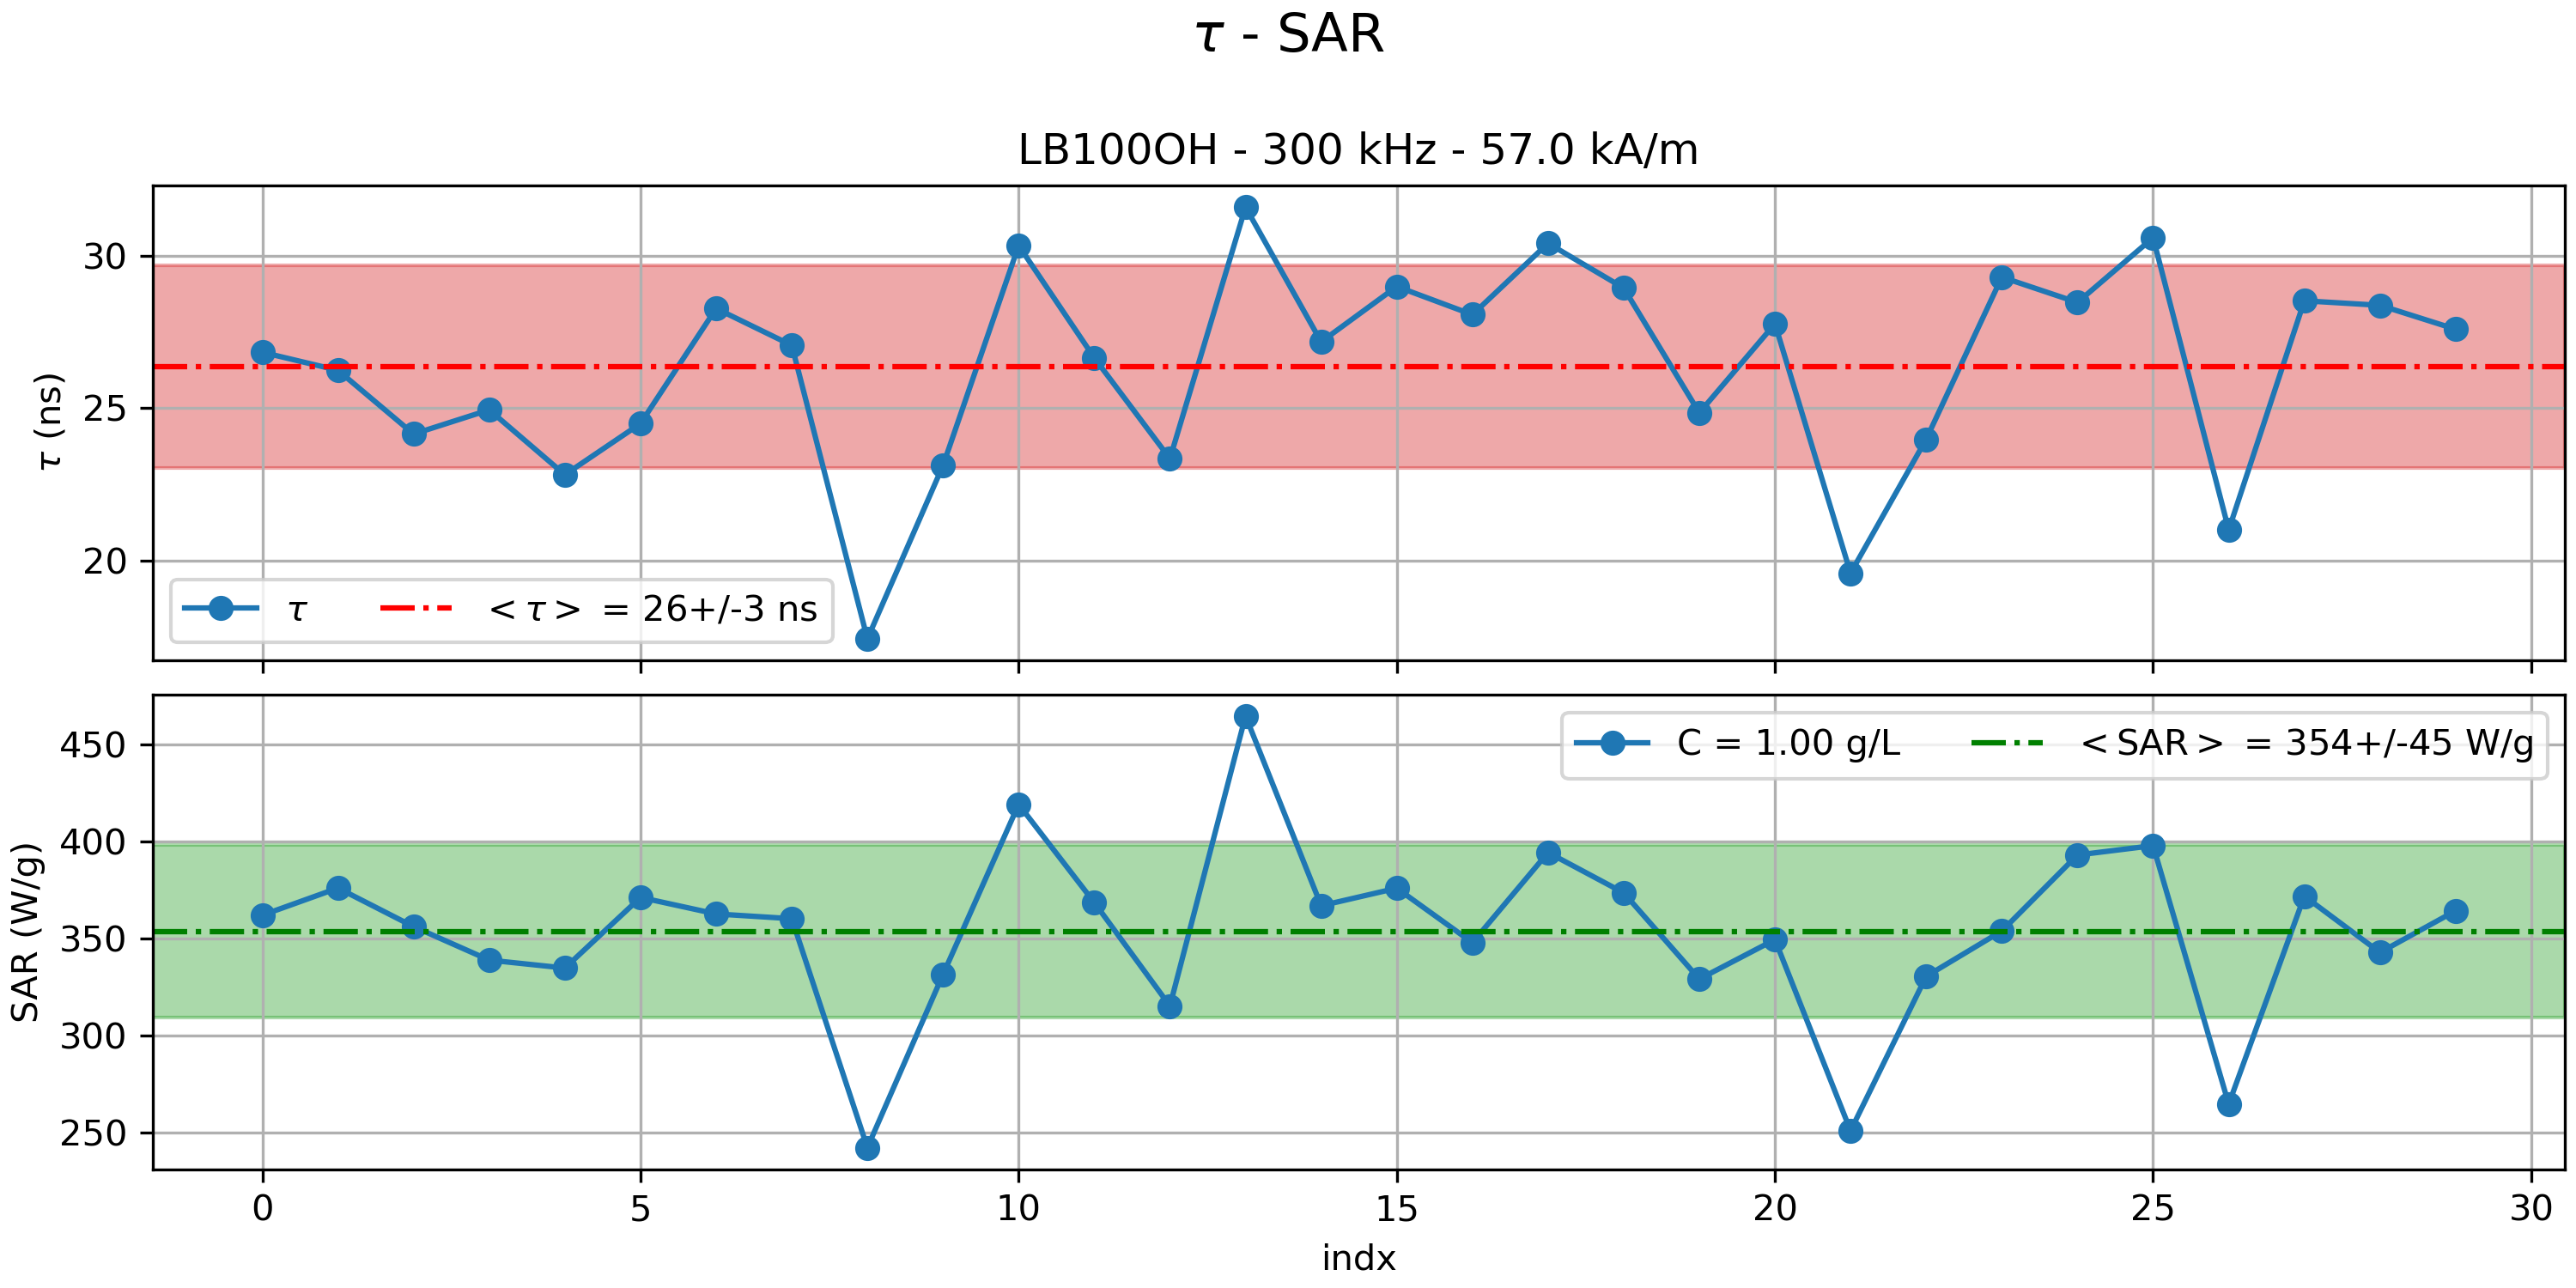 τ - SAR
LB100OH - 300 kHz - 57.0 kA/m
τ (ns)
30
25
20
τ
<τ> = 26+/-3 ns
SAR (W/g)
450
400
350
300
250
C = 1.00 g/L
<SAR> = 354+/-45 W/g
0 5 10 15 20 25 30
indx